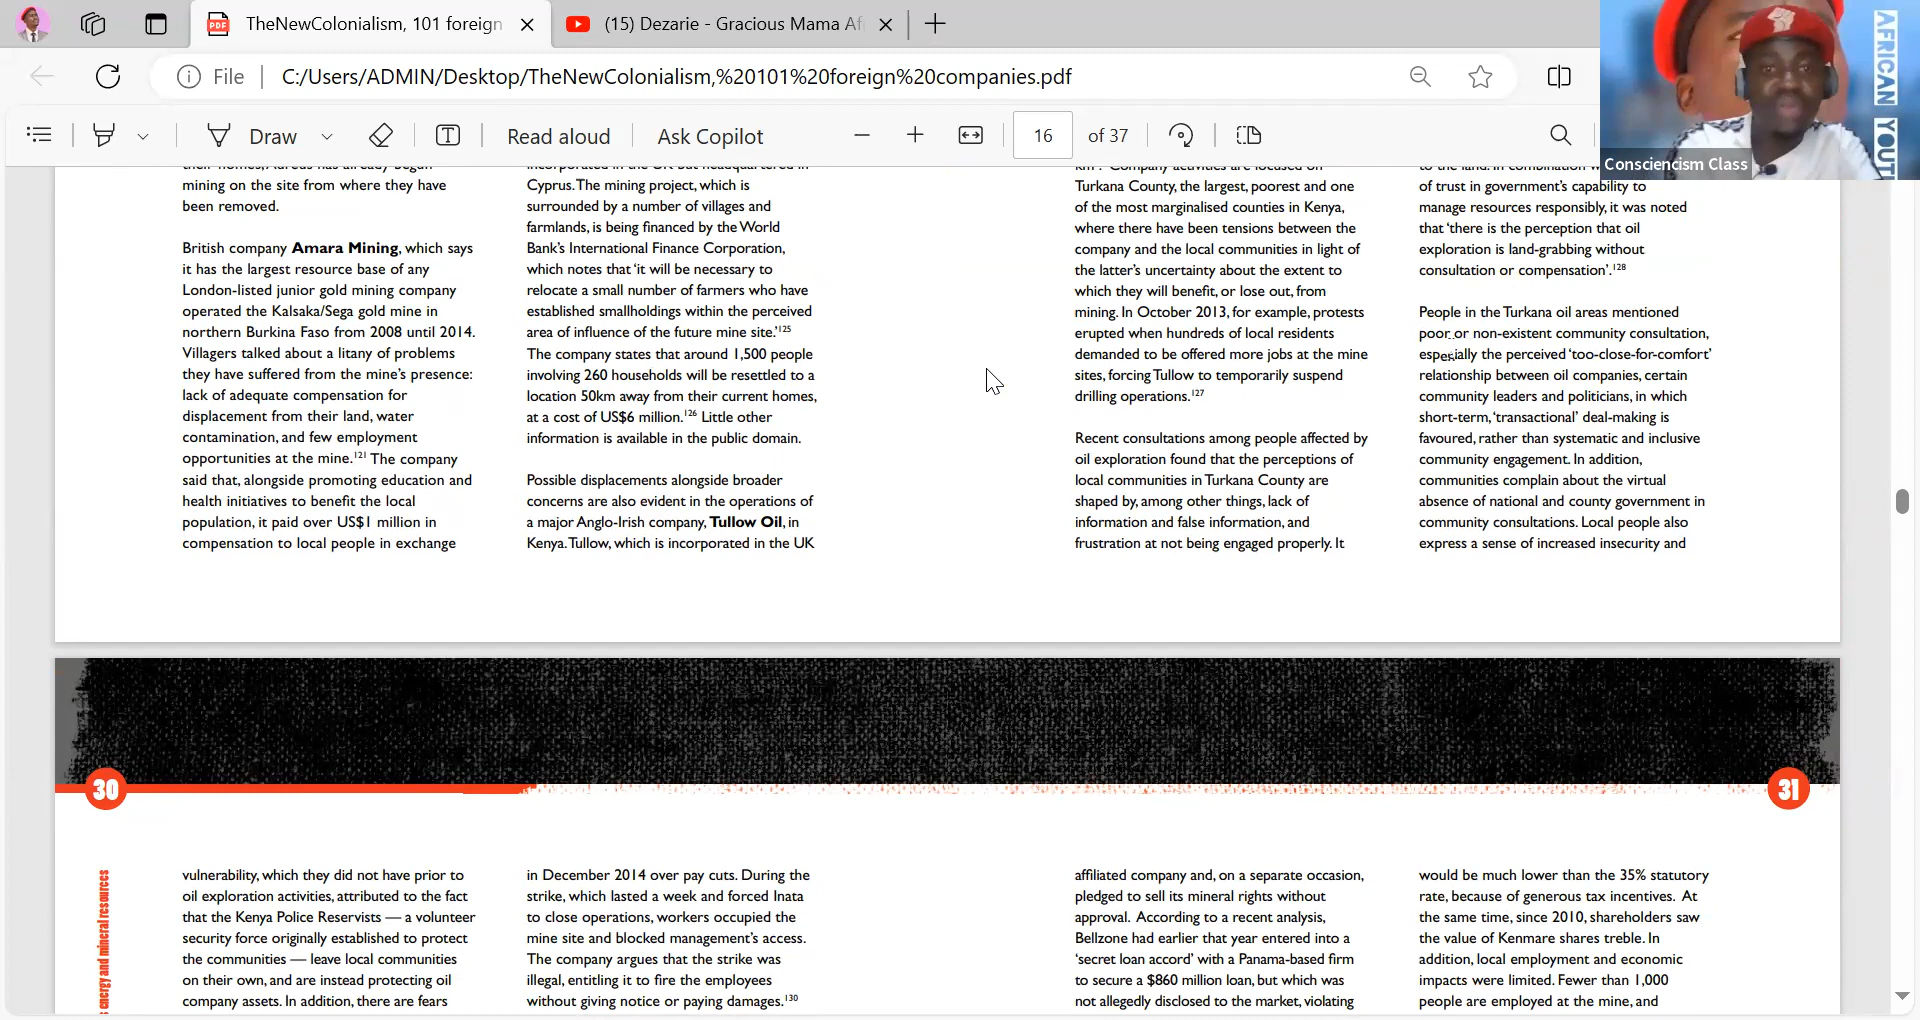 TheNewColonialism, 101 foreign
(15) Dezarie - Gracious Mama Af
File
C:/Users/ADMIN/Desktop/TheNewColonialism,%20101%20foreign%20companies.pdf
Draw
Read aloud
Ask Copilot
16
of 37
AFRICAN YOUT
Consciencism Class
mining on the site from where they have
been removed.
British company Amara Mining, which says
it has the largest resource base of any
London-listed junior gold mining company
operated the Kalsaka/Sega gold mine in
northern Burkina Faso from 2008 until 2014.
Villagers talked about a litany of problems
they have suffered from the mine's presence:
lack of adequate compensation for
displacement from their land, water
contamination, and few employment
opportunities at the mine.121 The company
said that, alongside promoting education and
health initiatives to benefit the local
population, it paid over US$1 million in
compensation to local people in exchange
incorporated in the UK but headquartered in
Cyprus. The mining project, which is
surrounded by a number of villages and
farmlands, is being financed by the World
Bank's International Finance Corporation,
which notes that 'it will be necessary to
relocate a small number of farmers who have
established smallholdings within the perceived
area of influence of the future mine site.'125
The company states that around 1,500 people
involving 260 households will be resettled to a
location 50km away from their current homes,
at a cost of US$6 million.126 Little other
information is available in the public domain.
Possible displacements alongside broader
concerns are also evident in the operations of
a major Anglo-Irish company, Tullow Oil, in
Kenya. Tullow, which is incorporated in the UK
Company activities are focused on
Turkana County, the largest, poorest and one
of the most marginalised counties in Kenya,
where there have been tensions between the
company and the local communities in light of
the latter's uncertainty about the extent to
which they will benefit, or lose out, from
mining. In October 2013, for example, protests
erupted when hundreds of local residents
demanded to be offered more jobs at the mine
sites, forcing Tullow to temporarily suspend
drilling operations.127
Recent consultations among people affected by
oil exploration found that the perceptions of
local communities in Turkana County are
shaped by, among other things, lack of
information and false information, and
frustration at not being engaged properly. It
to the land. In combination
of trust in government's capability to
manage resources responsibly, it was noted
that 'there is the perception that oil
exploration is land-grabbing without
consultation or compensation'.128
People in the Turkana oil areas mentioned
poor or non-existent community consultation,
especially the perceived 'too-close-for-comfort'
relationship between oil companies, certain
community leaders and politicians, in which
short-term, 'transactional' deal-making is
favoured, rather than systematic and inclusive
community engagement. In addition,
communities complain about the virtual
absence of national and county government in
community consultations. Local people also
express a sense of increased insecurity and
30
31
energy and mineral resources
vulnerability, which they did not have prior to
oil exploration activities, attributed to the fact
that the Kenya Police Reservists — a volunteer
security force originally established to protect
the communities — leave local communities
on their own, and are instead protecting oil
company assets. In addition, there are fears
in December 2014 over pay cuts. During the
strike, which lasted a week and forced Inata
to close operations, workers occupied the
mine site and blocked management's access.
The company argues that the strike was
illegal, entitling it to fire the employees
without giving notice or paying damages.130
affiliated company and, on a separate occasion,
pledged to sell its mineral rights without
approval. According to a recent analysis,
Bellzone had earlier that year entered into a
'secret loan accord' with a Panama-based firm
to secure a $860 million loan, but which was
not allegedly disclosed to the market, violating
would be much lower than the 35% statutory
rate, because of generous tax incentives. At
the same time, since 2010, shareholders saw
the value of Kenmare shares treble. In
addition, local employment and economic
impacts were limited. Fewer than 1,000
people are employed at the mine, and